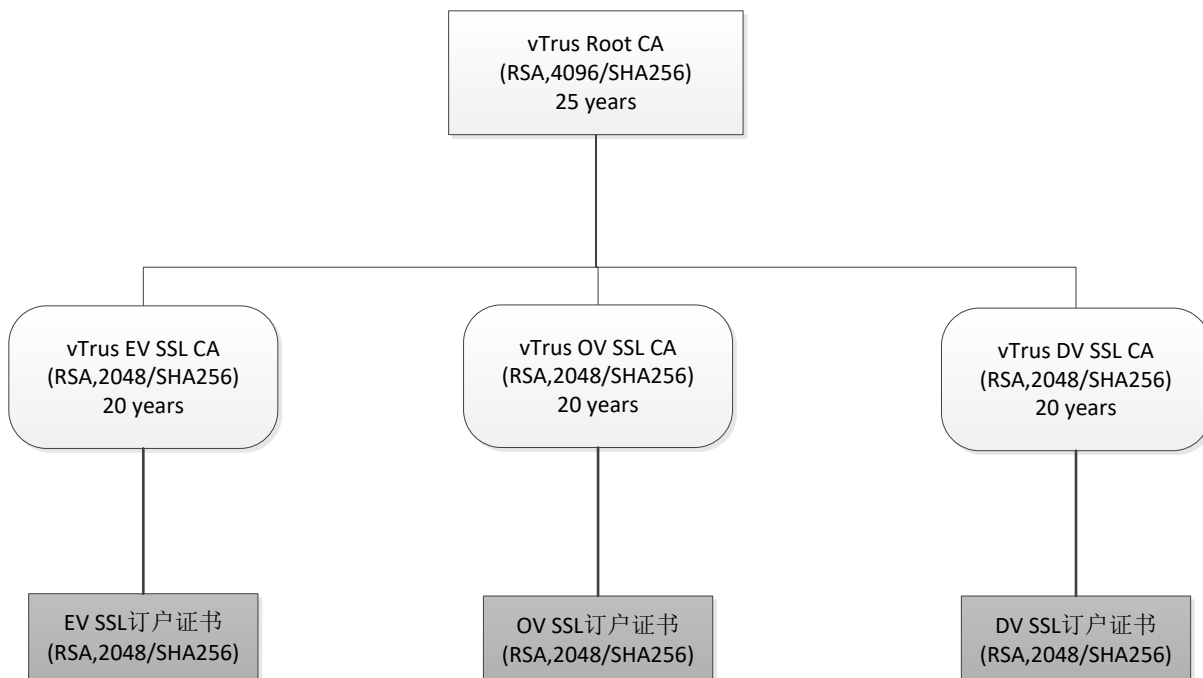 vTrus Root CA
(RSA,4096/SHA256)
25 years
vTrus EV SSL CA
(RSA,2048/SHA256)
20 years
vTrus OV SSL CA
(RSA,2048/SHA256)
20 years
vTrus DV SSL CA
(RSA,2048/SHA256)
20 years
EV SSL订户证书
(RSA,2048/SHA256)
OV SSL订户证书
(RSA,2048/SHA256)
DV SSL订户证书
(RSA,2048/SHA256)